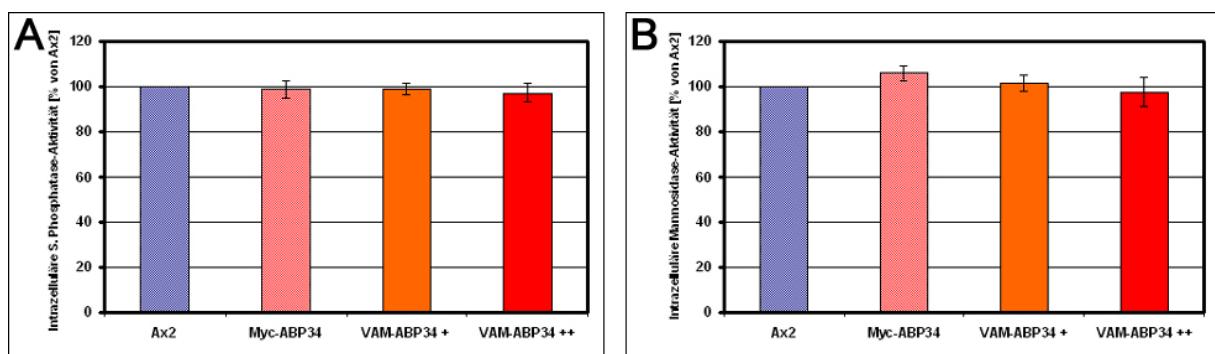 A
Intrazelluläre S. Phosphatase-Aktivität [% von Ax2]
120
100
80
60
40
20
0
Ax2
Myc-ABP34
VAM-ABP34 +
VAM-ABP34 ++
B
Intrazelluläre Mannosidase-Aktivität [% von Ax2]
120
100
80
60
40
20
0
Ax2
Myc-ABP34
VAM-ABP34 +
VAM-ABP34 ++